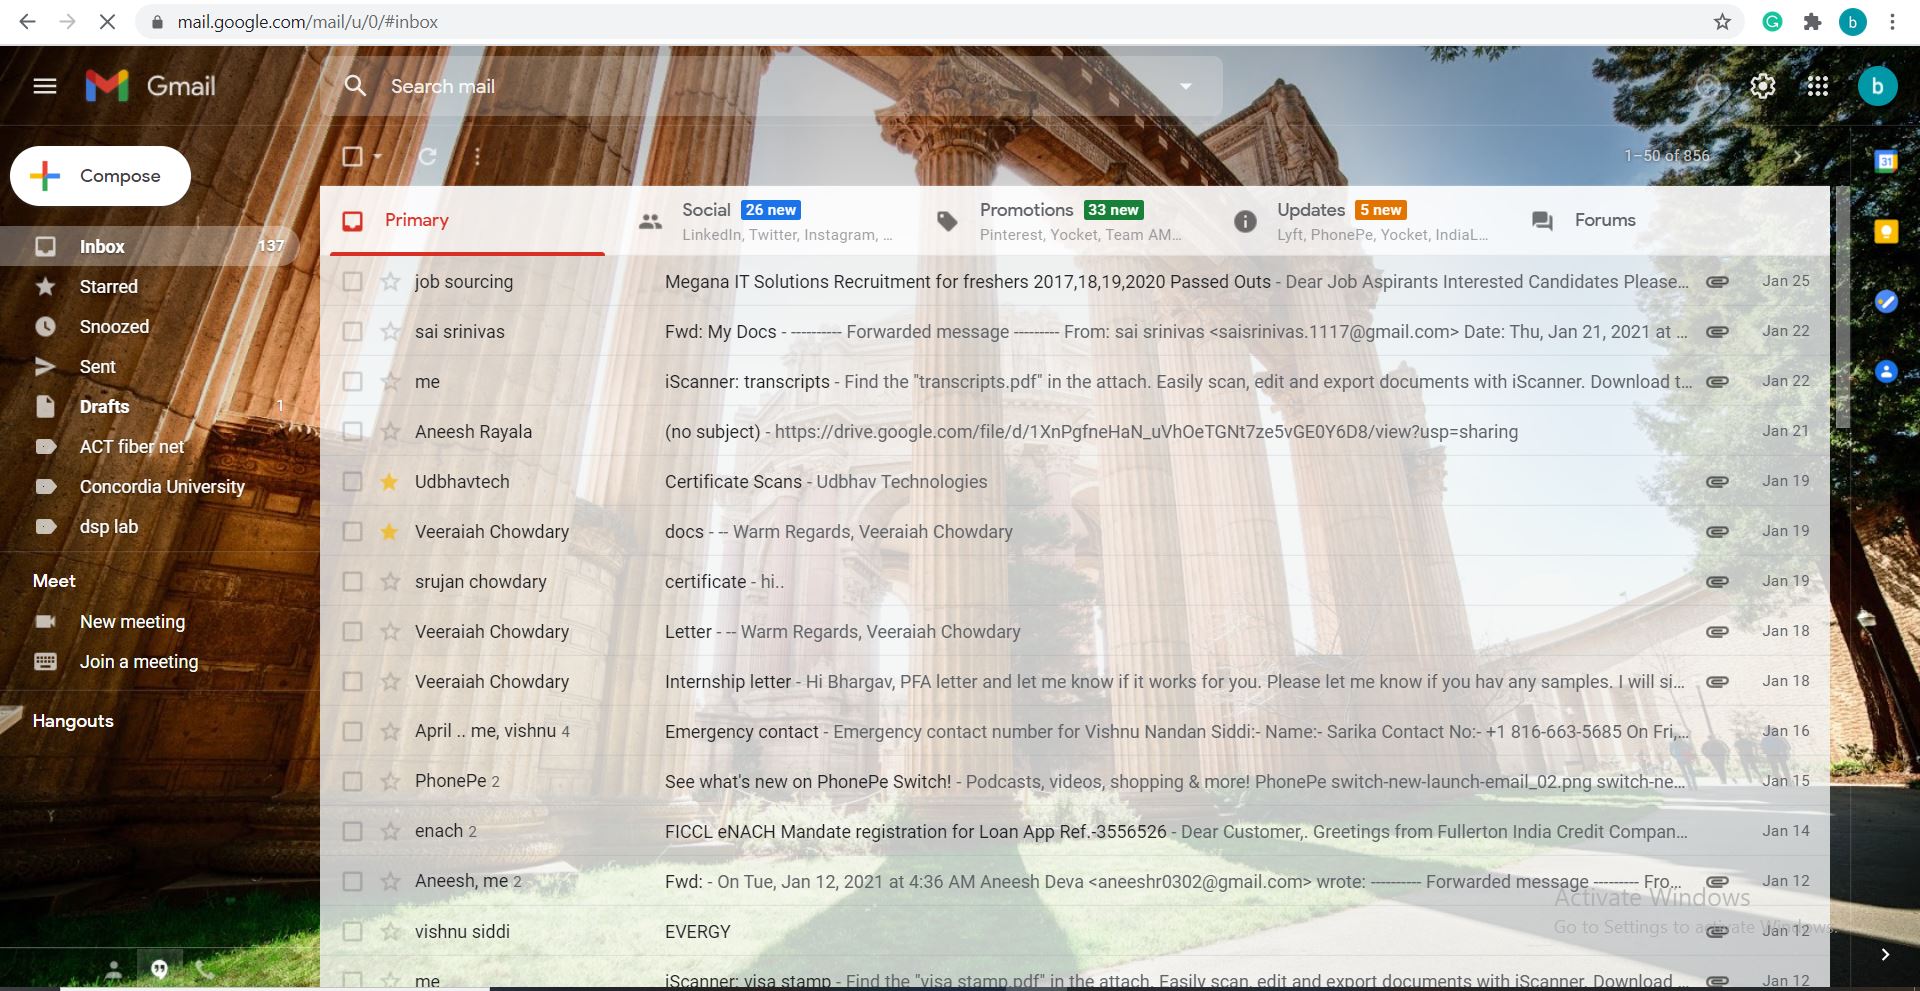 mail.google.com/mail/u/0/#inbox
b
Gmail
Search mail
b
1–50 of 856
Compose
31
Primary
Social 26 new
LinkedIn, Twitter, Instagram, ...
Promotions 33 new
Pinterest, Yocket, Team AM...
Updates 5 new
Lyft, PhonePe, Yocket, IndiaL...
Forums
Inbox 137
Starred
Snoozed
Sent
Drafts 1
ACT fiber net
Concordia University
dsp lab
Meet
New meeting
Join a meeting
Hangouts
job sourcing Megana IT Solutions Recruitment for freshers 2017,18,19,2020 Passed Outs - Dear Job Aspirants Interested Candidates Please... Jan 25
sai srinivas Fwd: My Docs - ---------- Forwarded message --------- From: sai srinivas <saisrinivas.1117@gmail.com> Date: Thu, Jan 21, 2021 at ... Jan 22
me iScanner: transcripts - Find the "transcripts.pdf" in the attach. Easily scan, edit and export documents with iScanner. Download t... Jan 22
Aneesh Rayala (no subject) - https://drive.google.com/file/d/1XnPgfneHaN_uVhOeTGNt7ze5vGE0Y6D8/view?usp=sharing Jan 21
Udbhavtech Certificate Scans - Udbhav Technologies Jan 19
Veeraiah Chowdary docs - -- Warm Regards, Veeraiah Chowdary Jan 19
srujan chowdary certificate - hi.. Jan 19
Veeraiah Chowdary Letter - -- Warm Regards, Veeraiah Chowdary Jan 18
Veeraiah Chowdary Internship letter - Hi Bhargav, PFA letter and let me know if it works for you. Please let me know if you hav any samples. I will si... Jan 18
April .. me, vishnu 4 Emergency contact - Emergency contact number for Vishnu Nandan Siddi:- Name:- Sarika Contact No:- +1 816-663-5685 On Fri,... Jan 16
PhonePe 2 See what's new on PhonePe Switch! - Podcasts, videos, shopping & more! PhonePe switch-new-launch-email_02.png switch-ne... Jan 15
enach 2 FICCL eNACH Mandate registration for Loan App Ref.-3556526 - Dear Customer,. Greetings from Fullerton India Credit Compan... Jan 14
Aneesh, me 2 Fwd: - On Tue, Jan 12, 2021 at 4:36 AM Aneesh Deva <aneeshr0302@gmail.com> wrote: ---------- Forwarded message --------- Fro... Jan 12
Activate Windows
Go to Settings to activate Windows.
vishnu siddi EVERGY Jan 12
me iScanner: visa stamp - Find the "visa stamp.pdf" in the attach. Easily scan, edit and export documents with iScanner. Download ... Jan 12